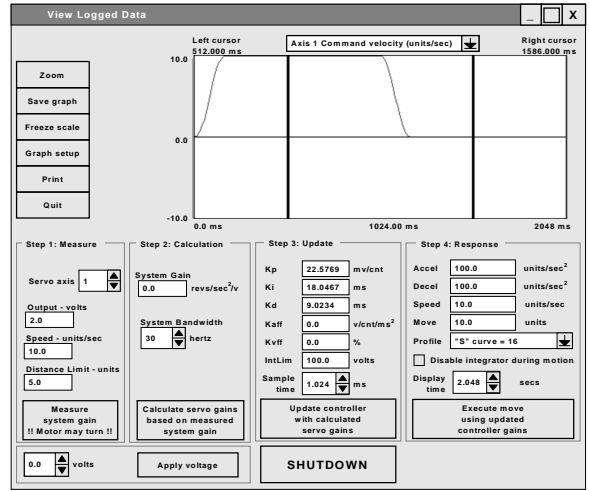 View Logged Data
_ X
Left cursor
512.000 ms
Axis 1 Command velocity (units/sec)
Right cursor
1586.000 ms
Zoom
Save graph
Freeze scale
Graph setup
Print
Quit
10.0
0.0
-10.0
0.0 ms
1024.00 ms
2048 ms
Step 1: Measure
Servo axis 1
Output - volts
2.0
Speed - units/sec
10.0
Distance Limit - units
5.0
Measure
system gain
!! Motor may turn !!
Step 2: Calculation
System Gain
0.0 revs/sec²/v
System Bandwidth
30 hertz
Calculate servo gains
based on measured
system gain
Step 3: Update
Kp 22.5769 mv/cnt
Ki 18.0467 ms
Kd 9.0234 ms
Kaff 0.0 v/cnt/ms²
Kvff 0.0 %
IntLim 100.0 volts
Sample
time 1.024 ms
Update controller
with calculated
servo gains
Step 4: Response
Accel 100.0 units/sec²
Decel 100.0 units/sec²
Speed 10.0 units/sec
Move 10.0 units
Profile "S" curve = 16
Disable integrator during motion
Display
time 2.048 secs
Execute move
using updated
controller gains
0.0 volts
Apply voltage
SHUTDOWN